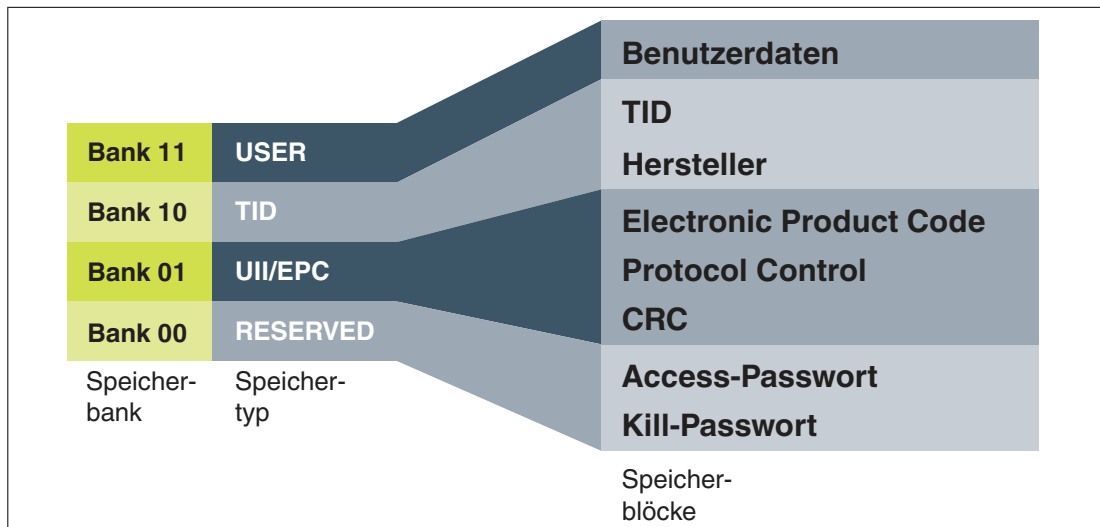 Bank 11 USER
Bank 10 TID
Bank 01 UII/EPC
Bank 00 RESERVED
Speicher-
bank
Speicher-
typ
Benutzerdaten
TID
Hersteller
Electronic Product Code
Protocol Control
CRC
Access-Passwort
Kill-Passwort
Speicher-
blöcke